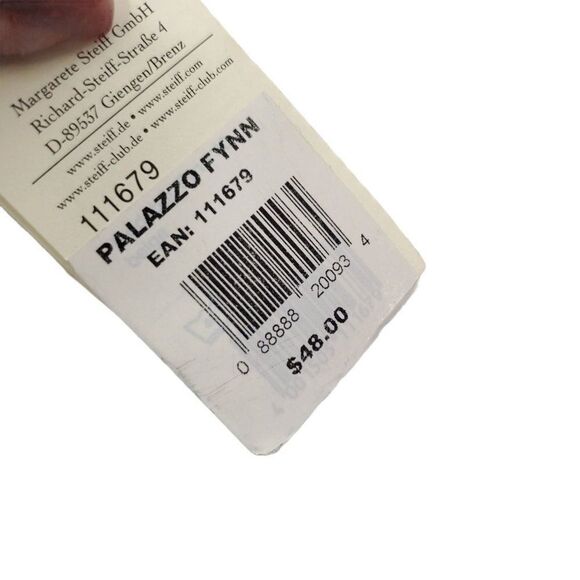 Margarete Steiff GmbH
Richard-Steiff-Straße 4
D-89537 Giengen/Brenz
www.steiff.de • www.steiff.com
www.steiff-club.de • www.steiff-club.com
111679
PALAZZO FYNN
EAN: 111679
0 88888 20093 4
$48.00